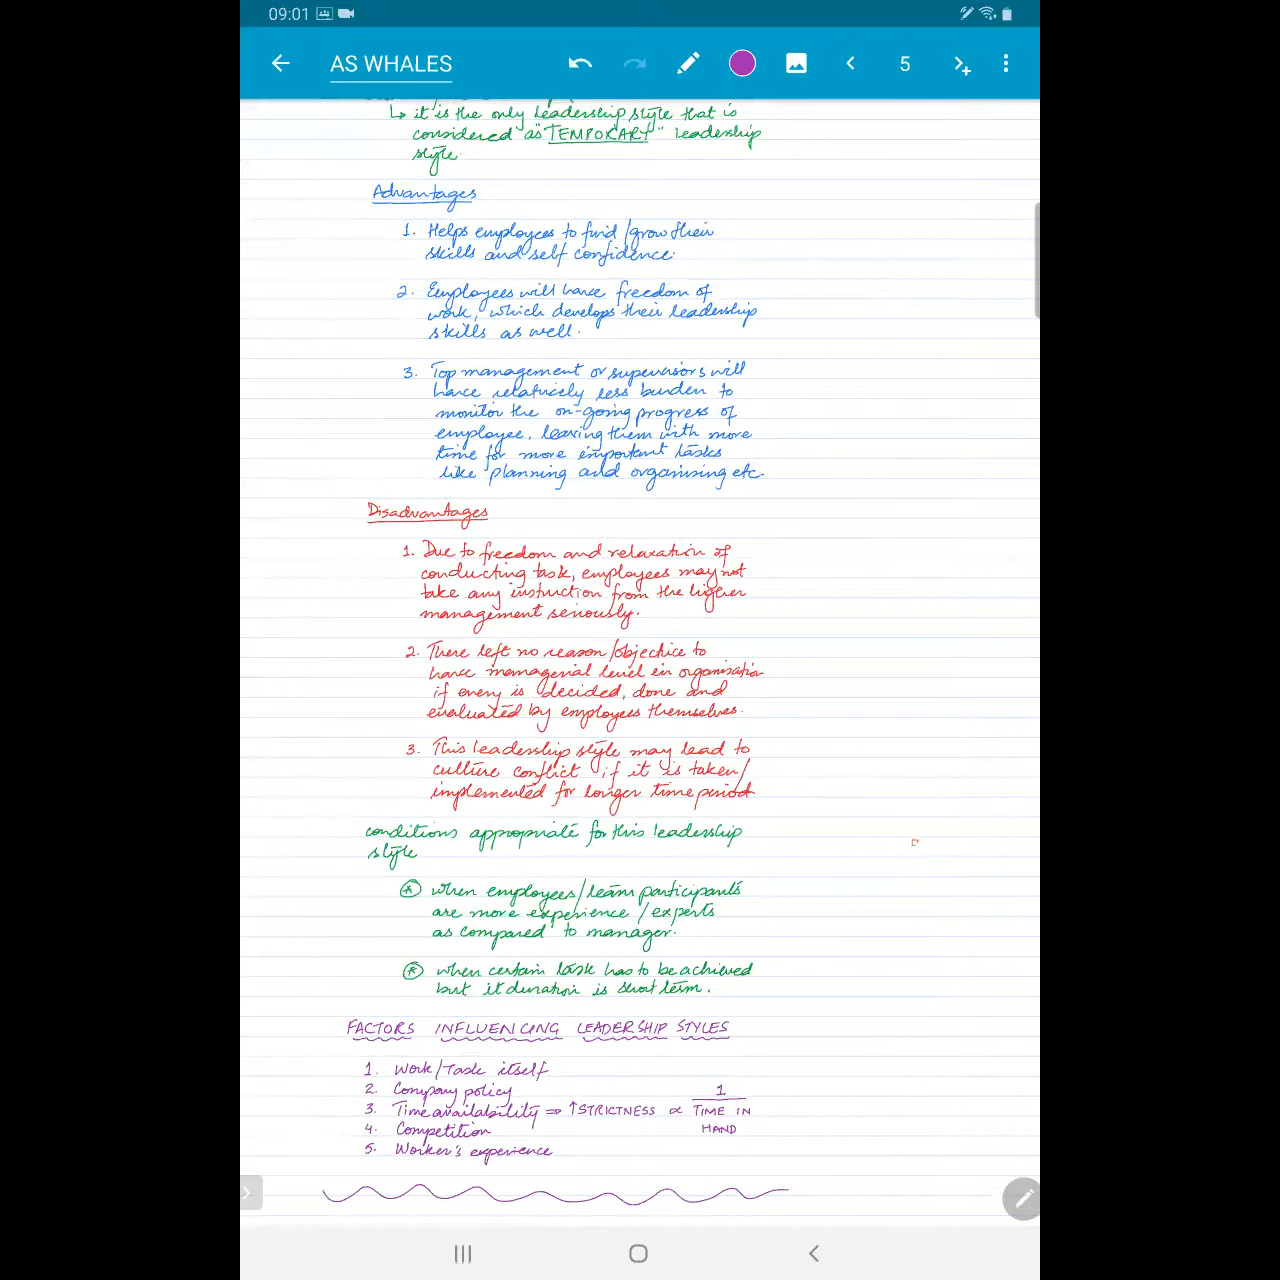 09:01
AS WHALES
5
↳ it is the only leadership style that is
considered as "TEMPORARY" leadership
style.
Advantages
1. Helps employees to find/grow their
skills and self confidence.
2. Employees will have freedom of
work, which develops their leadership
skills as well.
3. Top management or supervisors will
have relatively less burden to
monitor the on-going progress of
employee, leaving them with more
time for more important tasks
like planning and organising etc.
Disadvantages
1. Due to freedom and relaxation of
conducting task, employees may not
take any instruction from the higher
management seriously.
2. There left no reason/objective to
have managerial level in organisation
if every is decided, done and
evaluated by employees themselves.
3. This leadership style may lead to
culture conflict if it is taken/
implemented for longer time period
conditions appropriate for this leadership
style
* when employees/team participants
are more experience/experts
as compared to manager.
* when certain task has to be achieved
but it duration is short term.
FACTORS INFLUENCING LEADERSHIP STYLES
1. Work/Task itself
2. Company policy
3. Time availability ⇒ ↑STRICTNESS ∝ 1 / TIME IN HAND
4. Competition
5. Worker's experience